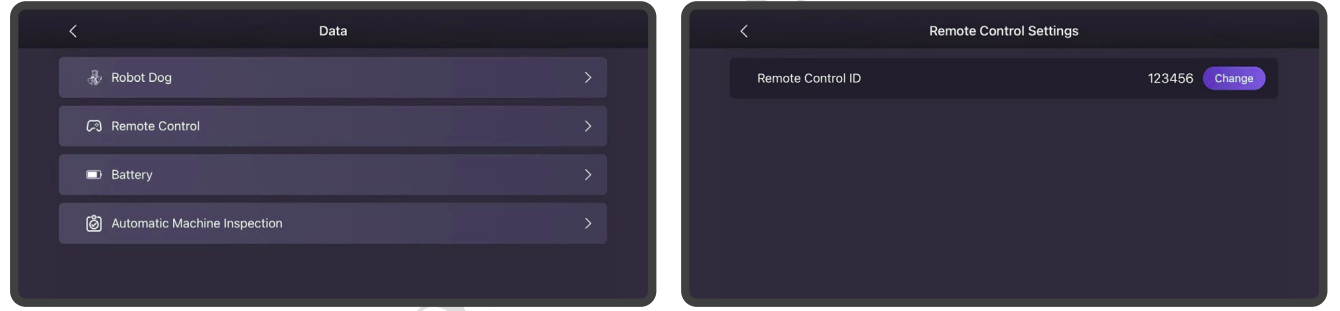 Data
Robot Dog
Remote Control
Battery
Automatic Machine Inspection
Remote Control Settings
Remote Control ID 123456 Change